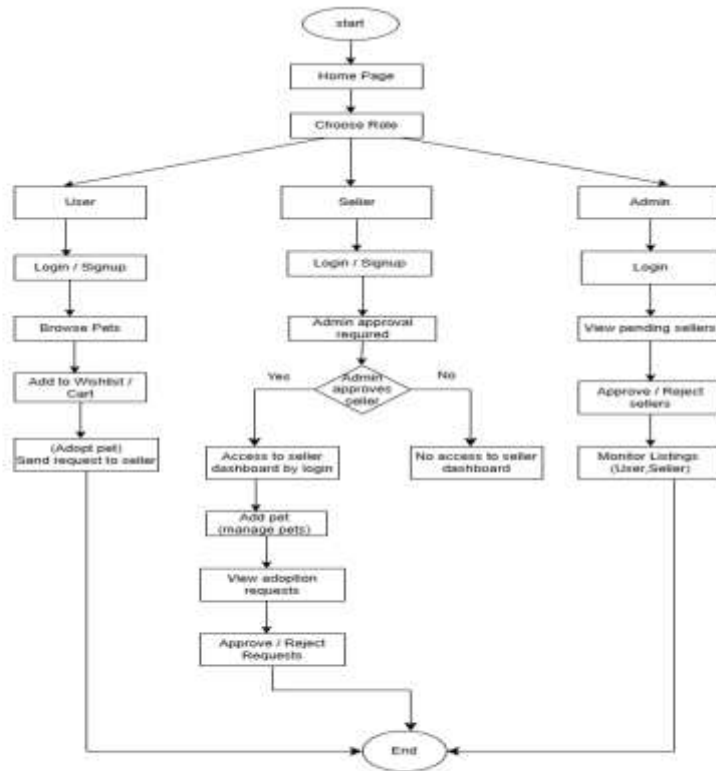 start
Home Page
Choose Role
User
Seller
Admin
Login / Signup
Login / Signup
Login
Browse Pets
Admin approval
required
View pending sellers
Add to Wishlist /
Cart
Yes
Admin
approves
seller
No
Approve / Reject
sellers
(Adopt pet)
Send request to seller
Access to seller
dashboard by login
No access to seller
dashboard
Monitor Listings
(User,Seller)
Add pet
(manage pets)
View adoption
requests
Approve / Reject
Requests
End